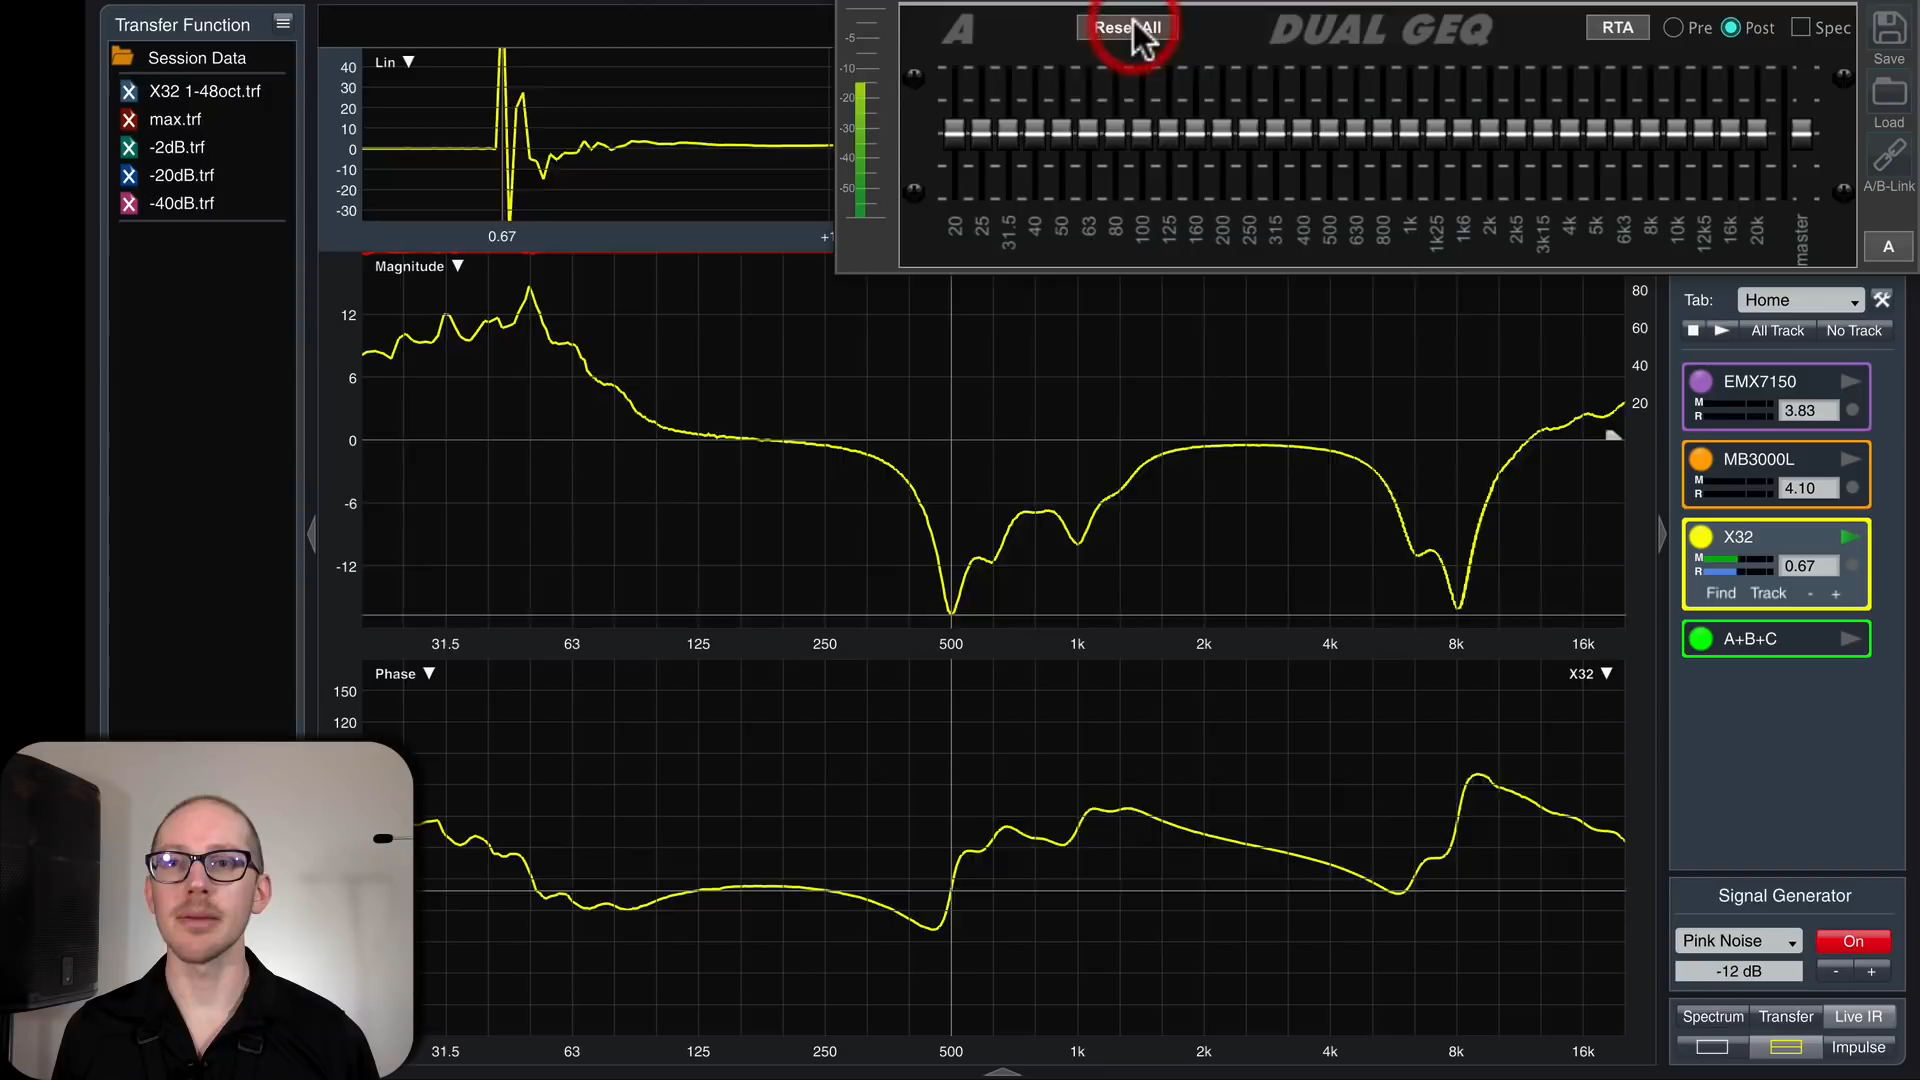 Transfer Function
Session Data
X32 1-48oct.trf
max.trf
-2dB.trf
-20dB.trf
-40dB.trf
Lin
40
30
20
10
0
-10
-20
-30
0.67
-5
-10
-20
-30
-40
-50
A
DUAL GEQ
RTA
Pre
Post
Spec
20 25 31.5 40 50 63 80 100 125 160 200 250 315 400 500 630 800 1k 1k25 1k6 2k 2k5 3k15 4k 5k 6k3 8k 10k 12k5 16k 20k master
Save
Load
A/B-Link
A
Magnitude
12
6
0
-6
-12
80
60
40
20
31.5 63 125 250 500 1k 2k 4k 8k 16k
Phase
X32
150
120
31.5 63 125 250 500 1k 2k 4k 8k 16k
Tab: Home
All Track No Track
EMX7150
M
R
3.83
MB3000L
M
R
4.10
X32
M
R
0.67
Find Track - +
A+B+C
Signal Generator
Pink Noise On
-12 dB - +
Spectrum Transfer Live IR
Impulse